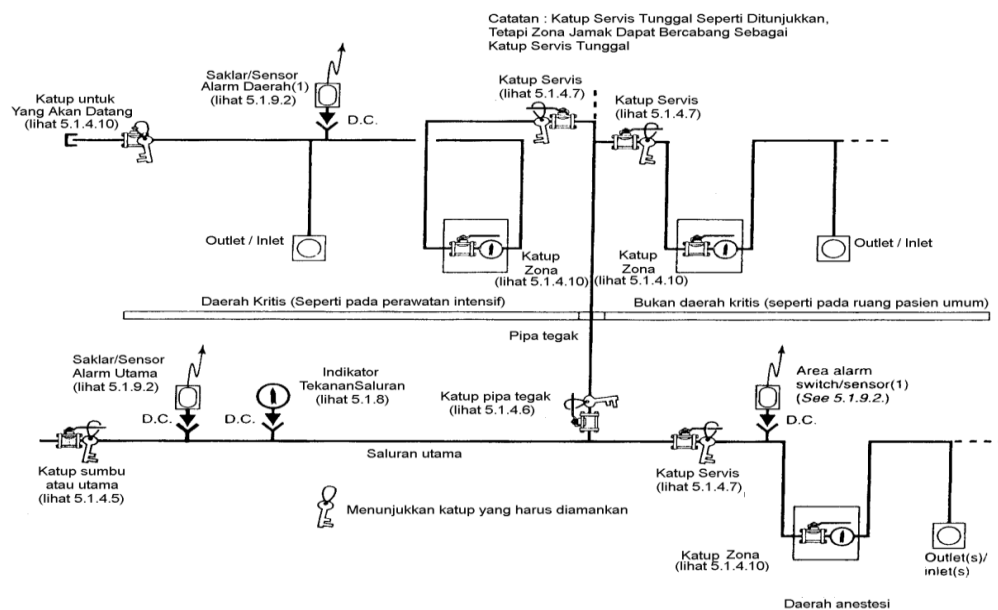 Catatan : Katup Servis Tunggal Seperti Ditunjukkan,
Tetapi Zona Jamak Dapat Bercabang Sebagai
Katup Servis Tunggal
Saklar/Sensor
Alarm Daerah(1)
(lihat 5.1.9.2)
D.C.
Katup untuk
Yang Akan Datang
(lihat 5.1.4.10)
Katup Servis
(lihat 5.1.4.7)
Katup Servis
(lihat 5.1.4.7)
Outlet / Inlet
Katup
Zona
(lihat 5.1.4.10)
Katup
Zona
(lihat 5.1.4.10)
Outlet / Inlet
Daerah Kritis (Seperti pada perawatan intensif)
Bukan daerah kritis (seperti pada ruang pasien umum)
Pipa tegak
Saklar/Sensor
Alarm Utama
(lihat 5.1.9.2)
D.C.
Indikator
TekananSaluran
(lihat 5.1.8)
D.C.
Katup pipa tegak
(lihat 5.1.4.6)
Area alarm
switch/sensor(1)
(See 5.1.9.2.)
D.C.
Katup sumbu
atau utama
(lihat 5.1.4.5)
Saluran utama
Katup Servis
(lihat 5.1.4.7)
Menunjukkan katup yang harus diamankan
Katup Zona
(lihat 5.1.4.10)
Outlet(s)/
inlet(s)
Daerah anestesi